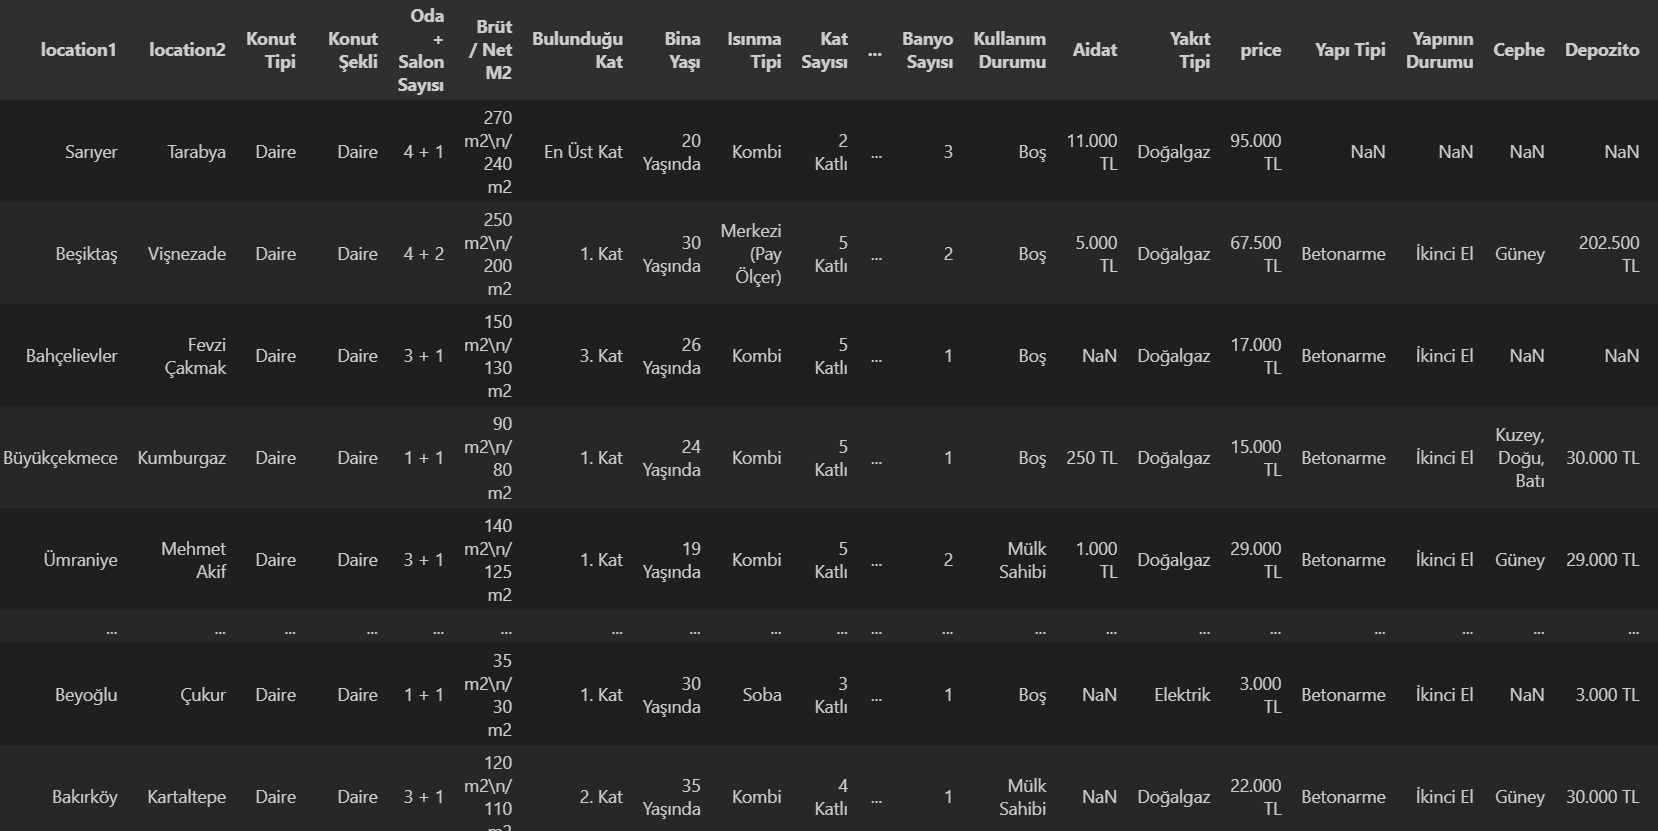 location1 location2 Konut Tipi Konut Şekli Oda + Salon Sayısı Brüt / Net M2 Bulunduğu Kat Bina Yaşı Isınma Tipi Kat Sayısı ... Banyo Sayısı Kullanım Durumu Aidat Yakıt Tipi price Yapı Tipi Yapının Durumu Cephe Depozito
Sarıyer Tarabya Daire Daire 4 + 1 270 m2\n/ 240 m2 En Üst Kat 20 Yaşında Kombi 2 Katlı ... 3 Boş 11.000 TL Doğalgaz 95.000 TL NaN NaN NaN NaN
Beşiktaş Vişnezade Daire Daire 4 + 2 250 m2\n/ 200 m2 1. Kat 30 Yaşında Merkezi (Pay Ölçer) 5 Katlı ... 2 Boş 5.000 TL Doğalgaz 67.500 TL Betonarme İkinci El Güney 202.500 TL
Bahçelievler Fevzi Çakmak Daire Daire 3 + 1 150 m2\n/ 130 m2 3. Kat 26 Yaşında Kombi 5 Katlı ... 1 Boş NaN Doğalgaz 17.000 TL Betonarme İkinci El NaN NaN
Büyükçekmece Kumburgaz Daire Daire 1 + 1 90 m2\n/ 80 m2 1. Kat 24 Yaşında Kombi 5 Katlı ... 1 Boş 250 TL Doğalgaz 15.000 TL Betonarme İkinci El Kuzey, Doğu, Batı 30.000 TL
Ümraniye Mehmet Akif Daire Daire 3 + 1 140 m2\n/ 125 m2 1. Kat 19 Yaşında Kombi 5 Katlı ... 2 Mülk Sahibi 1.000 TL Doğalgaz 29.000 TL Betonarme İkinci El Güney 29.000 TL
... ... ... ... ... ... ... ... ... ... ... ... ... ... ... ... ... ... ... ...
Beyoğlu Çukur Daire Daire 1 + 1 35 m2\n/ 30 m2 1. Kat 30 Yaşında Soba 3 Katlı ... 1 Boş NaN Elektrik 3.000 TL Betonarme İkinci El NaN 3.000 TL
Bakırköy Kartaltepe Daire Daire 3 + 1 120 m2\n/ 110 m2 2. Kat 35 Yaşında Kombi 4 Katlı ... 1 Mülk Sahibi NaN Doğalgaz 22.000 TL Betonarme İkinci El Güney 30.000 TL